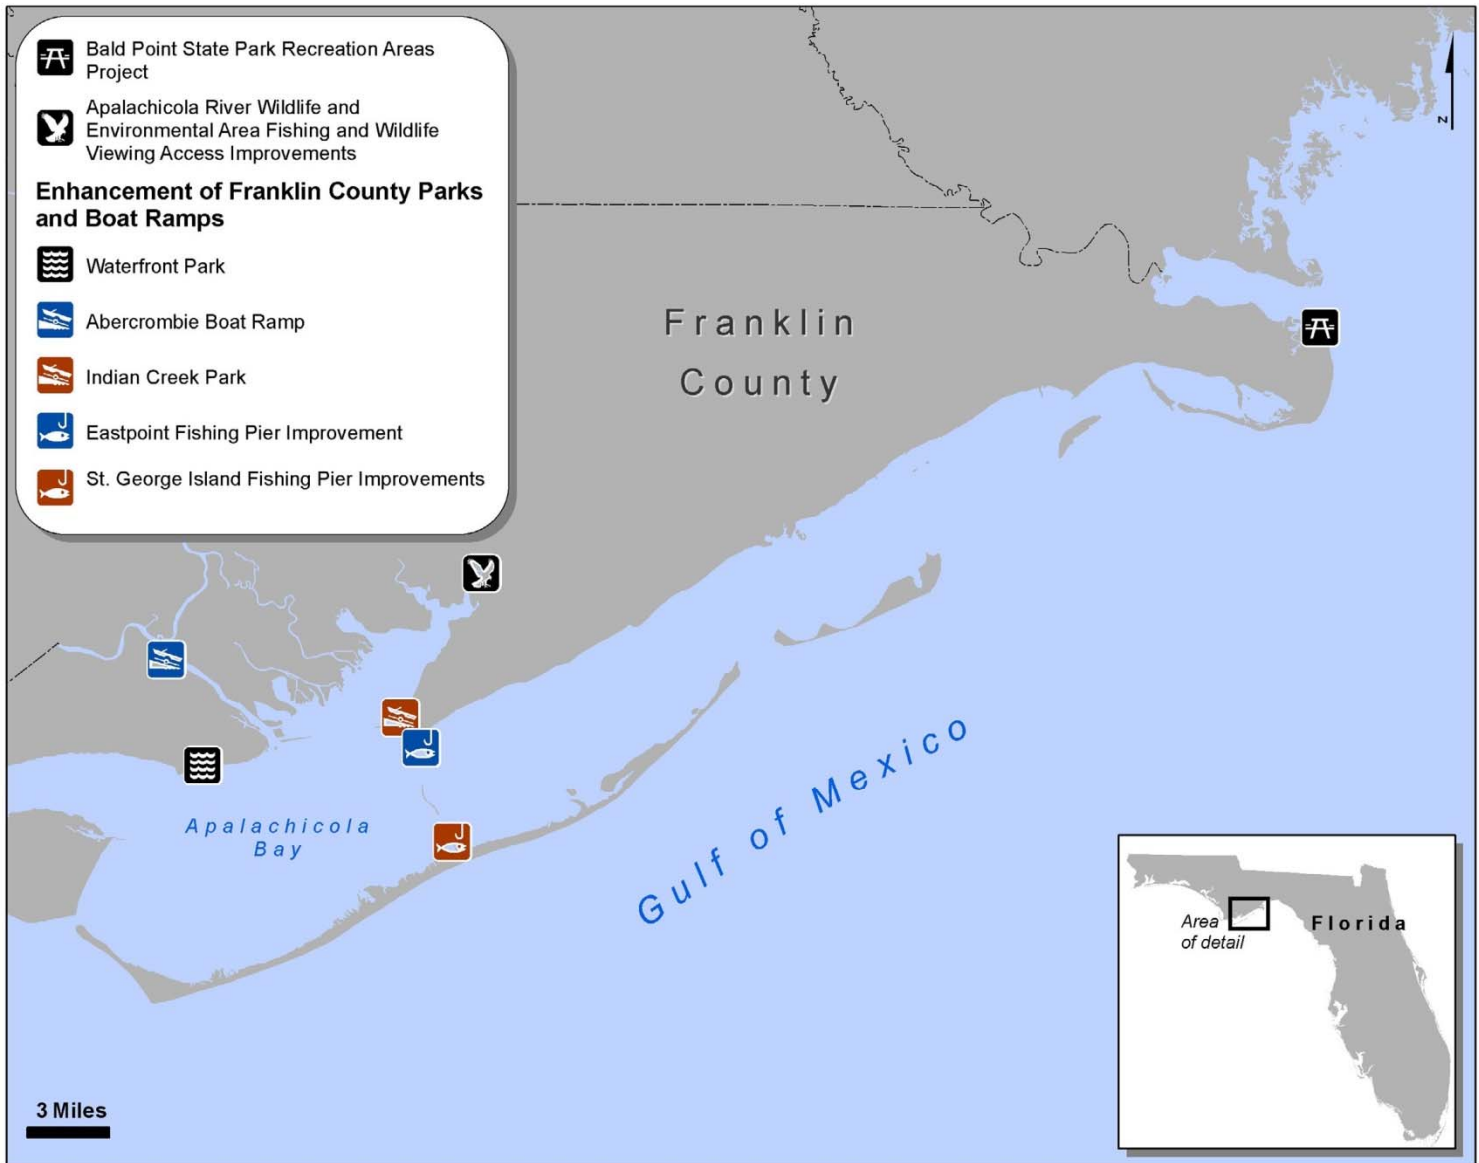 Bald Point State Park Recreation Areas
Project
Apalachicola River Wildlife and
Environmental Area Fishing and Wildlife
Viewing Access Improvements
Enhancement of Franklin County Parks
and Boat Ramps
Waterfront Park
Abercrombie Boat Ramp
Indian Creek Park
Eastpoint Fishing Pier Improvement
St. George Island Fishing Pier Improvements
N
Franklin
County
Apalachicola
Bay
Gulf of Mexico
Area
of detail
Florida
3 Miles